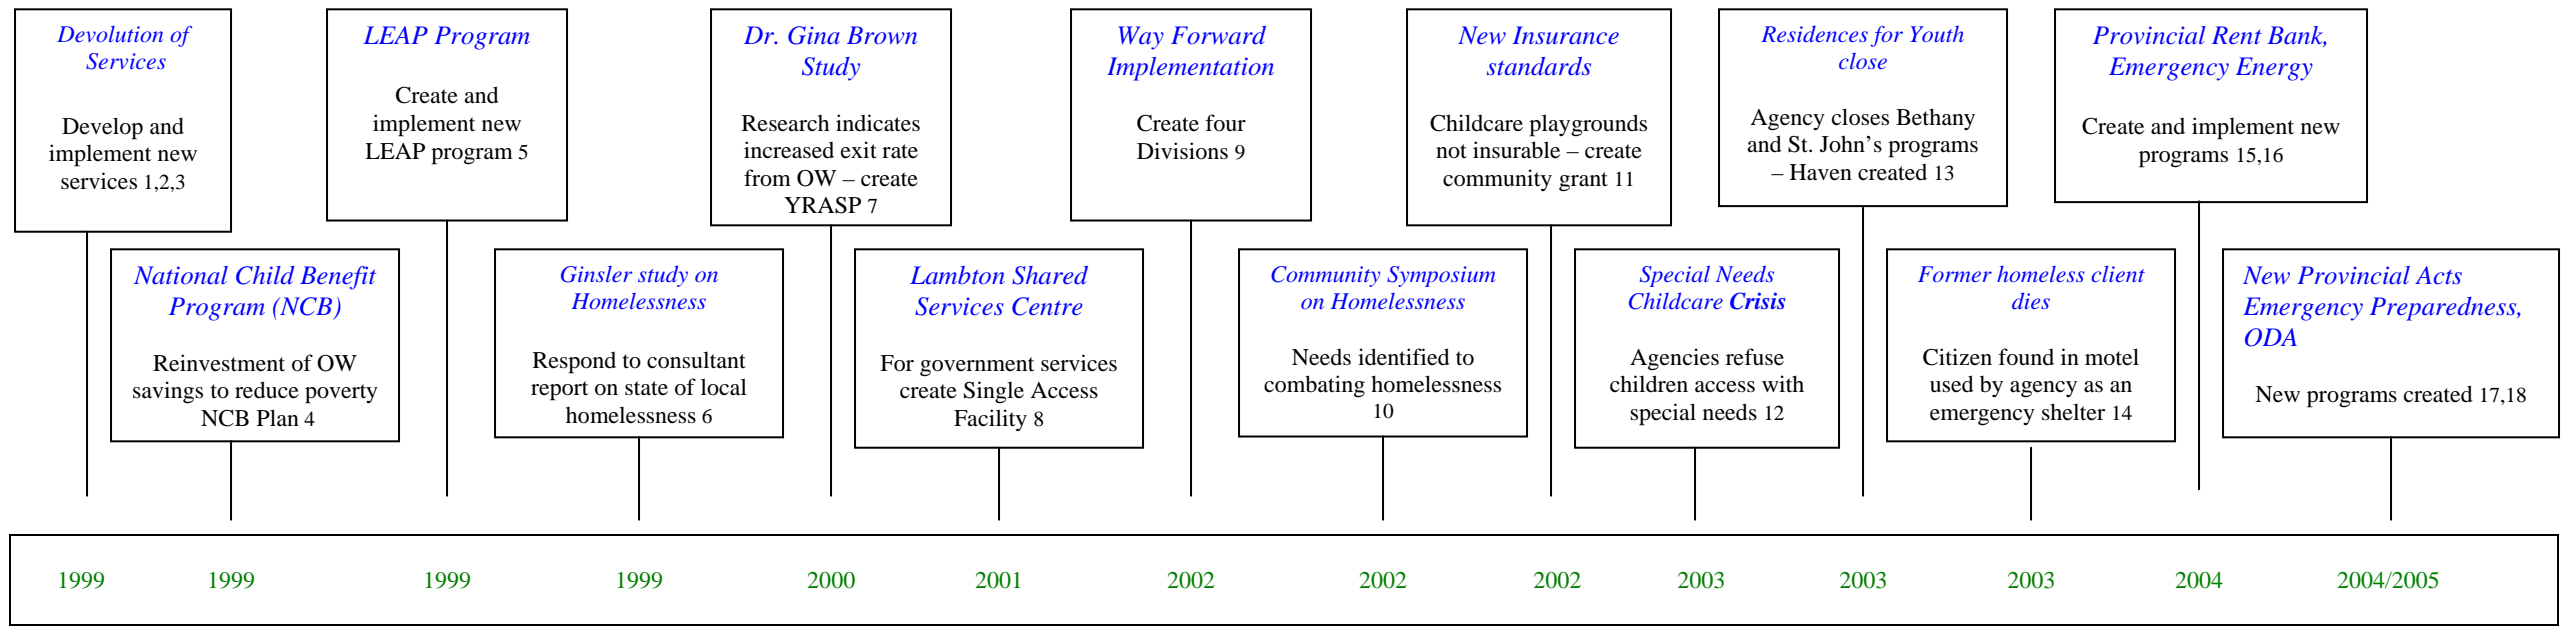 Devolution of
Services
Develop and
implement new
services 1,2,3
National Child Benefit
Program (NCB)
Reinvestment of OW
savings to reduce poverty
NCB Plan 4
LEAP Program
Create and
implement new
LEAP program 5
Ginsler study on
Homelessness
Respond to consultant
report on state of local
homelessness 6
Dr. Gina Brown
Study
Research indicates
increased exit rate
from OW – create
YRASP 7
Lambton Shared
Services Centre
For government services
create Single Access
Facility 8
Way Forward
Implementation
Create four
Divisions 9
Community Symposium
on Homelessness
Needs identified to
combating homelessness
10
New Insurance
standards
Childcare playgrounds
not insurable – create
community grant 11
Special Needs
Childcare Crisis
Agencies refuse
children access with
special needs 12
Residences for Youth
close
Agency closes Bethany
and St. John’s programs
– Haven created 13
Former homeless client
dies
Citizen found in motel
used by agency as an
emergency shelter 14
Provincial Rent Bank,
Emergency Energy
Create and implement new
programs 15,16
New Provincial Acts
Emergency Preparedness,
ODA
New programs created 17,18
1999 1999 1999 1999 2000 2001 2002 2002 2002 2003 2003 2003 2004 2004/2005